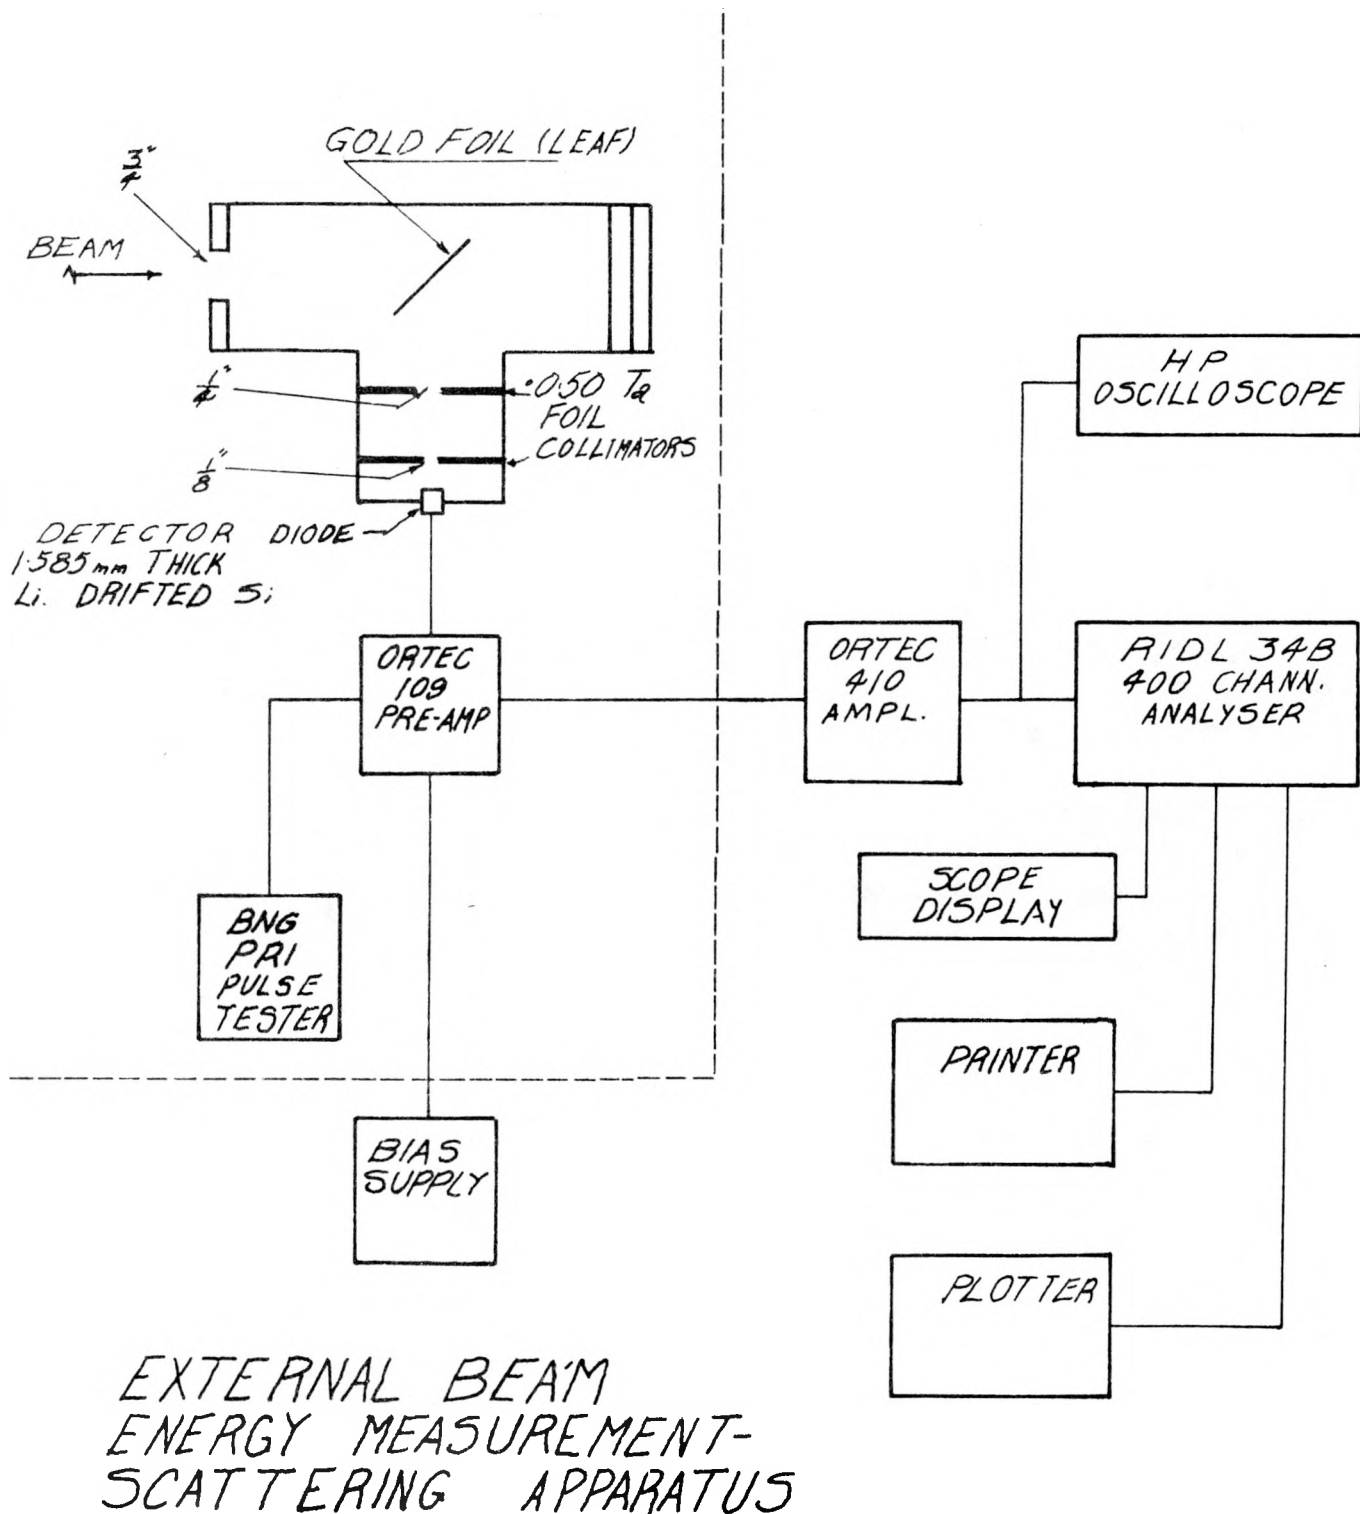 GOLD FOIL (LEAF)
3/4"
BEAM
1/4"
.050 Ta
FOIL
COLLIMATORS
1/8"
DETECTOR DIODE
1.585mm THICK
Li. DRIFTED Si
HP
OSCILLOSCOPE
ORTEC
109
PRE-AMP
ORTEC
410
AMPL.
RIDL 34B
400 CHANN.
ANALYSER
SCOPE
DISPLAY
BNG
PRI
PULSE
TESTER
PRINTER
BIAS
SUPPLY
PLOTTER
EXTERNAL BEAM
ENERGY MEASUREMENT-
SCATTERING APPARATUS